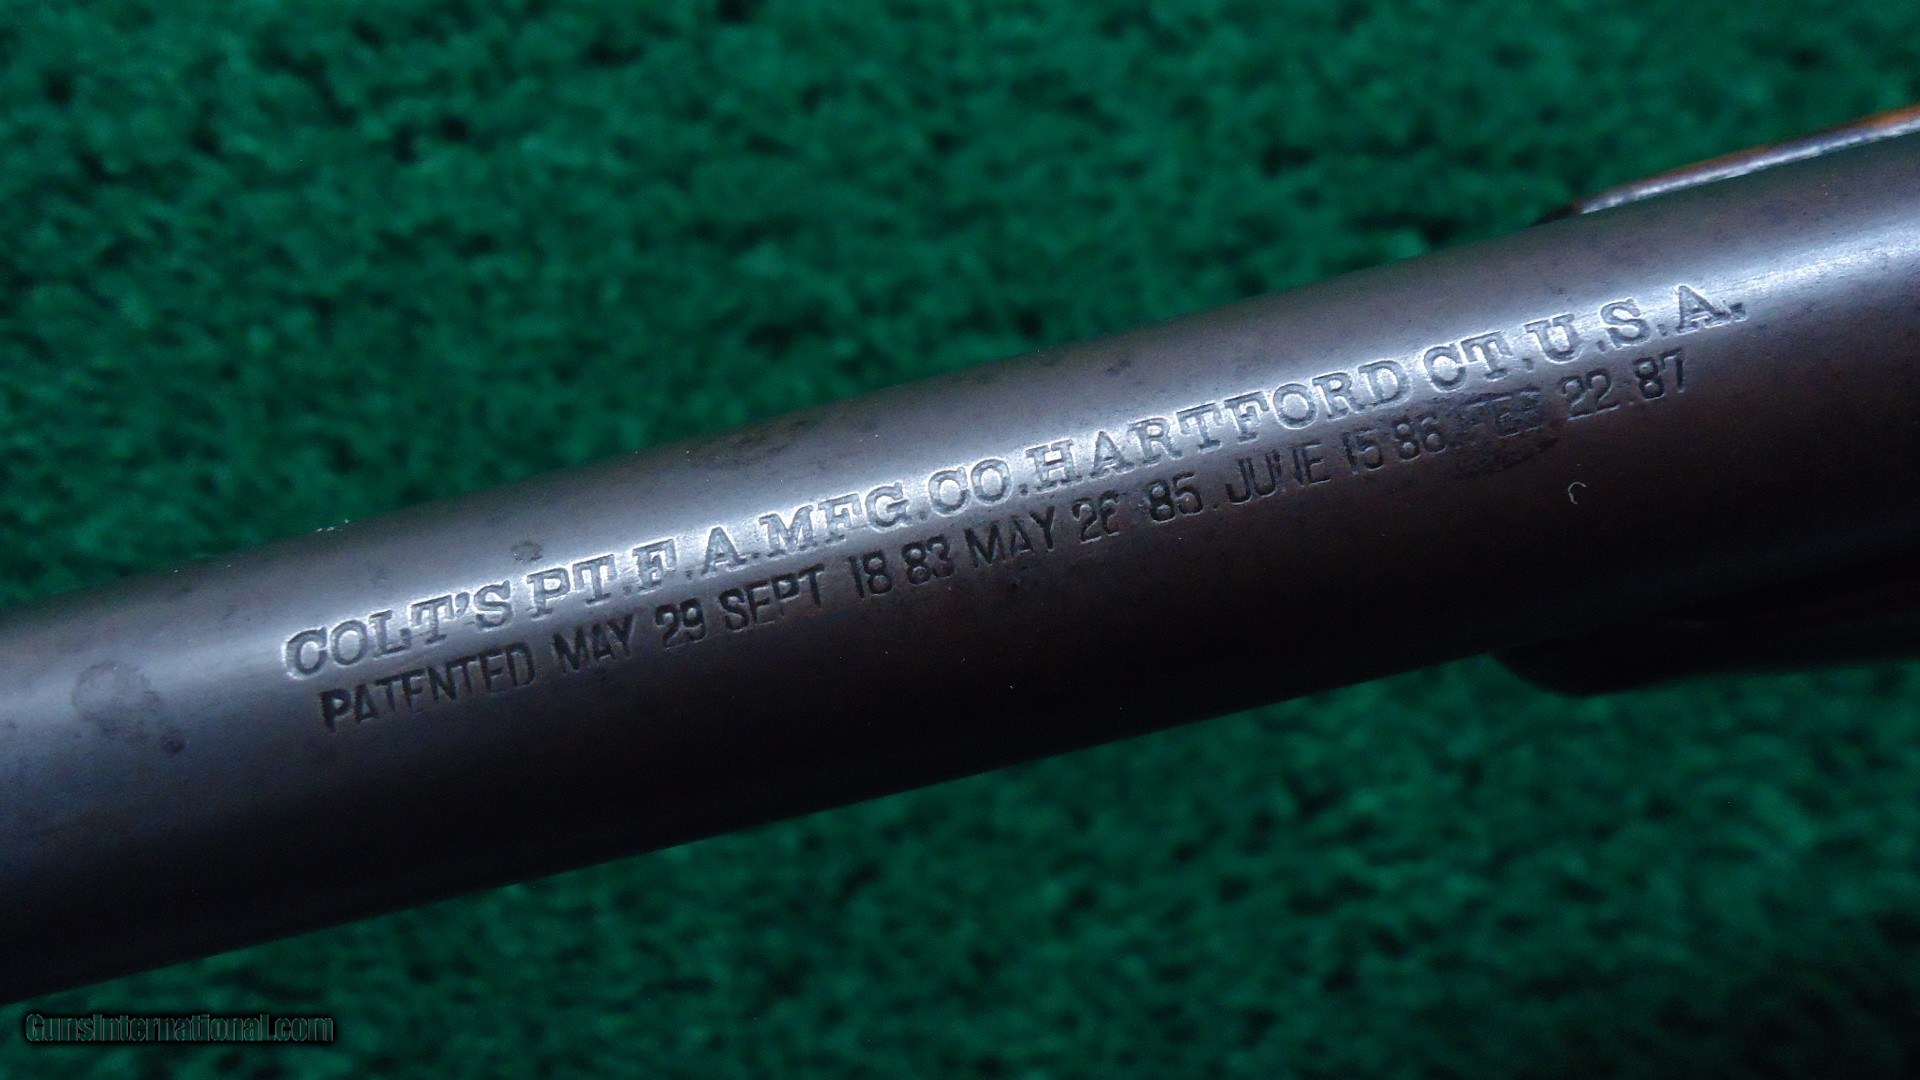 COLT'S PT.F.A.MFG.CO.HARTFORD CT.U.S.A.
PATENTED MAY 29 SEPT 18 83 MAY 26 85. JUNE 15 86 FEB 22.87
GunsInternational.com